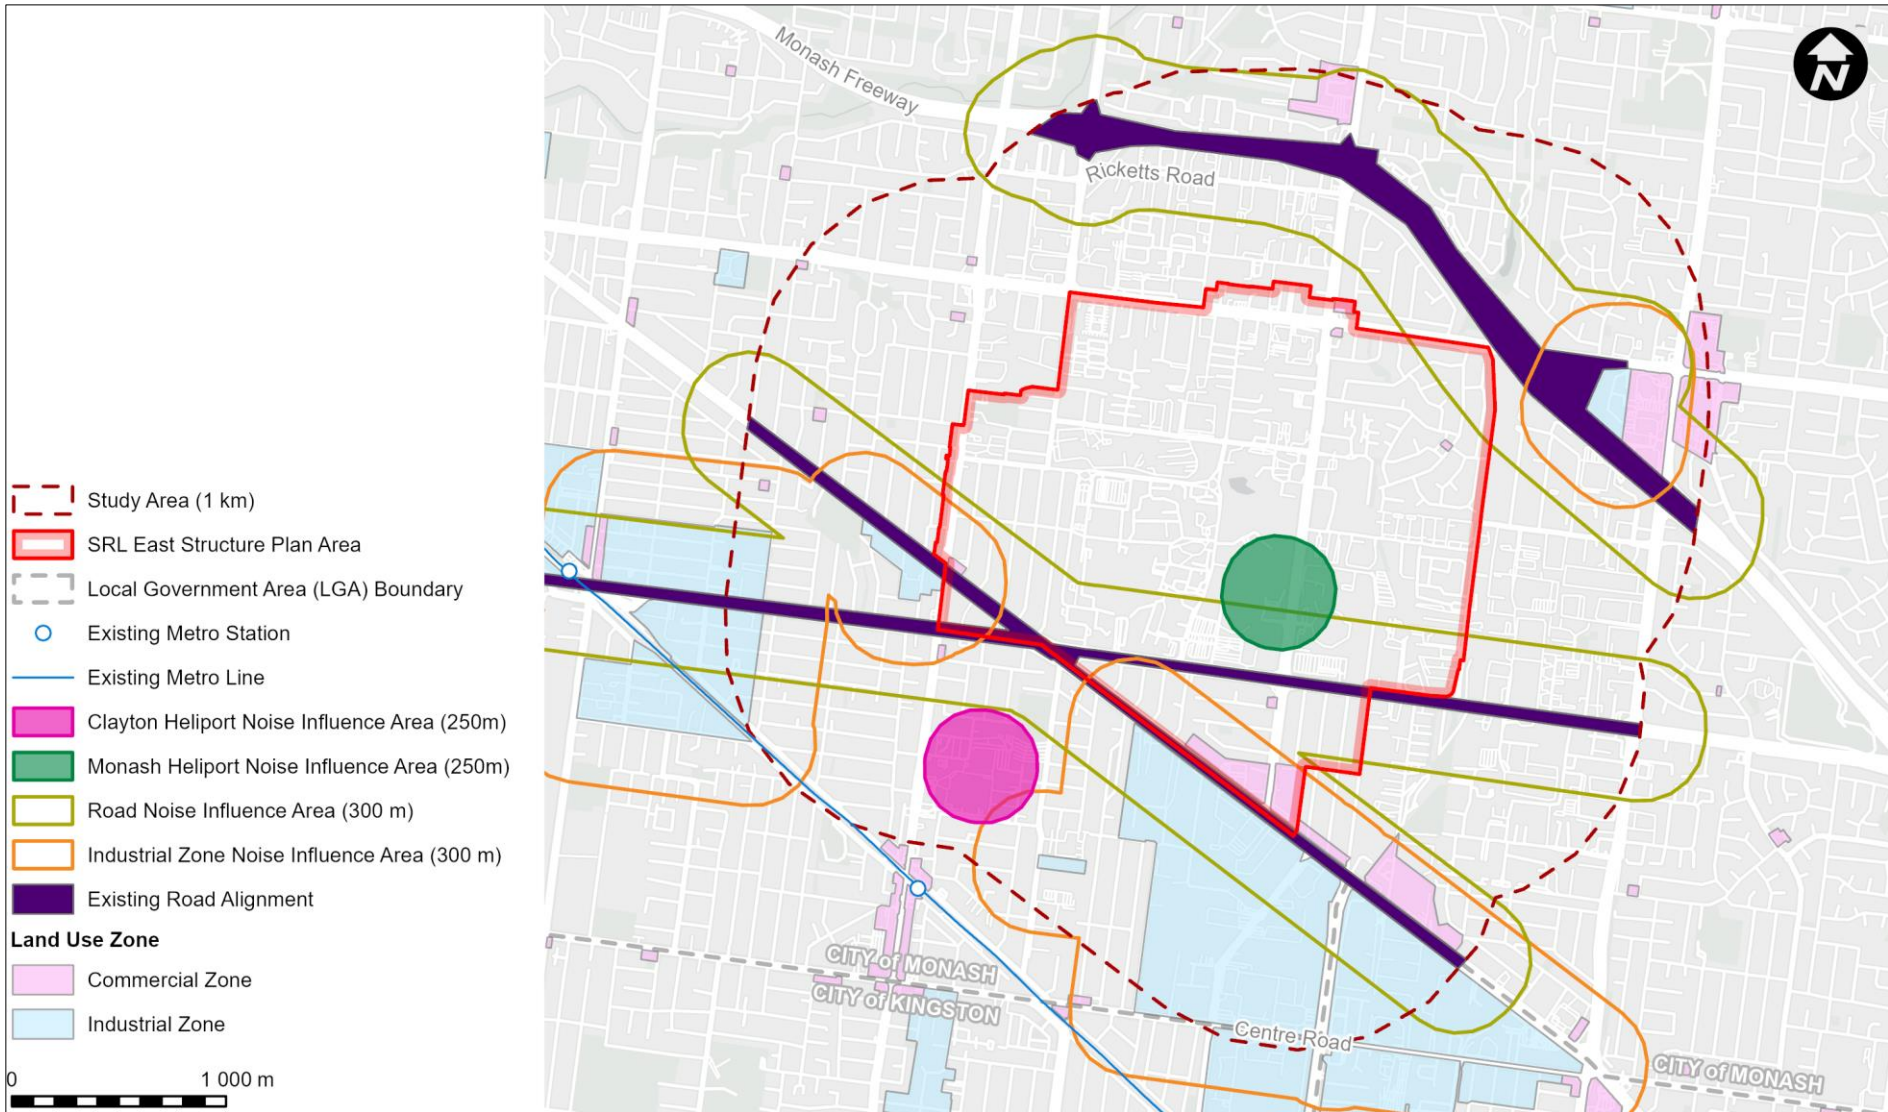 Monash Freeway
N
Ricketts Road
Study Area (1 km)
SRL East Structure Plan Area
Local Government Area (LGA) Boundary
Existing Metro Station
Existing Metro Line
Clayton Heliport Noise Influence Area (250m)
Monash Heliport Noise Influence Area (250m)
Road Noise Influence Area (300 m)
Industrial Zone Noise Influence Area (300 m)
Existing Road Alignment
Land Use Zone
Commercial Zone
Industrial Zone
0 1 000 m
CITY of MONASH
CITY of KINGSTON
Centre Road
CITY of MONASH